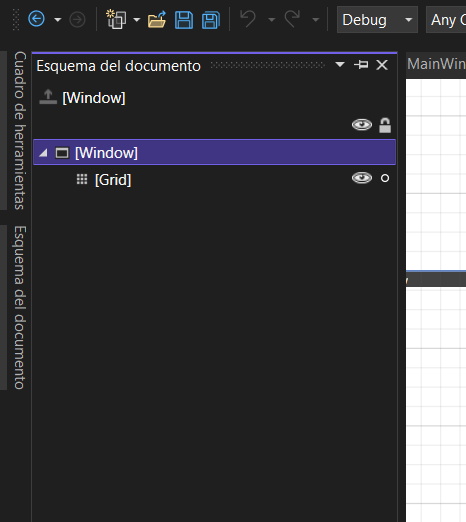 Debug
Any C
Cuadro de herramientas
Esquema del documento
Esquema del documento
[Window]
[Window]
[Grid]
MainWin